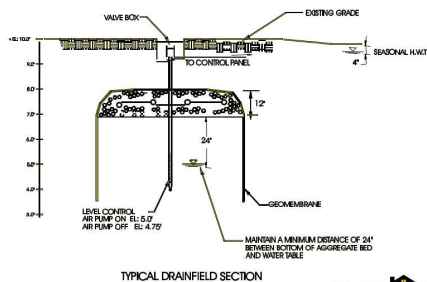 VALVE BOX
EXISTING GRADE
EL: 10.0'
SEASONAL H.W.T
4"
TO CONTROL PANEL
9.0'
8.0'
12"
7.0'
24"
6.0'
5.0'
4.0'
3.0'
LEVEL CONTROL
AIR PUMP ON EL: 5.0'
AIR PUMP OFF EL: 4.75'
GEOMEMBRANE
MAINTAIN A MINIMUM DISTANCE OF 24"
BETWEEN BOTTOM OF AGGREGATE BED
AND WATER TABLE
TYPICAL DRAINFIELD SECTION